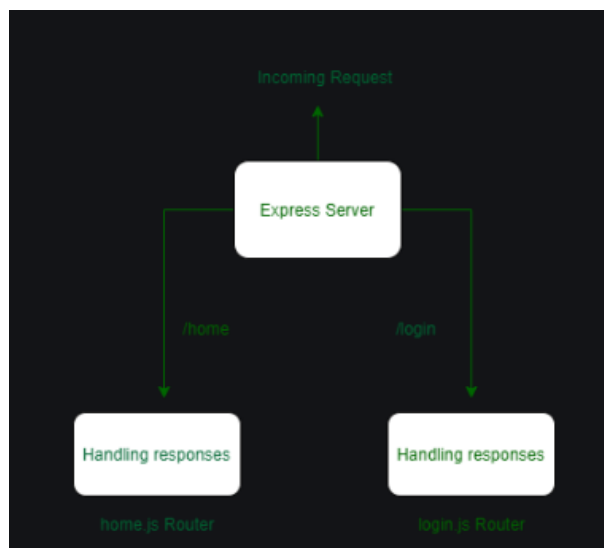 Incoming Request
Express Server
/home
/login
Handling responses
Handling responses
home.js Router
login.js Router